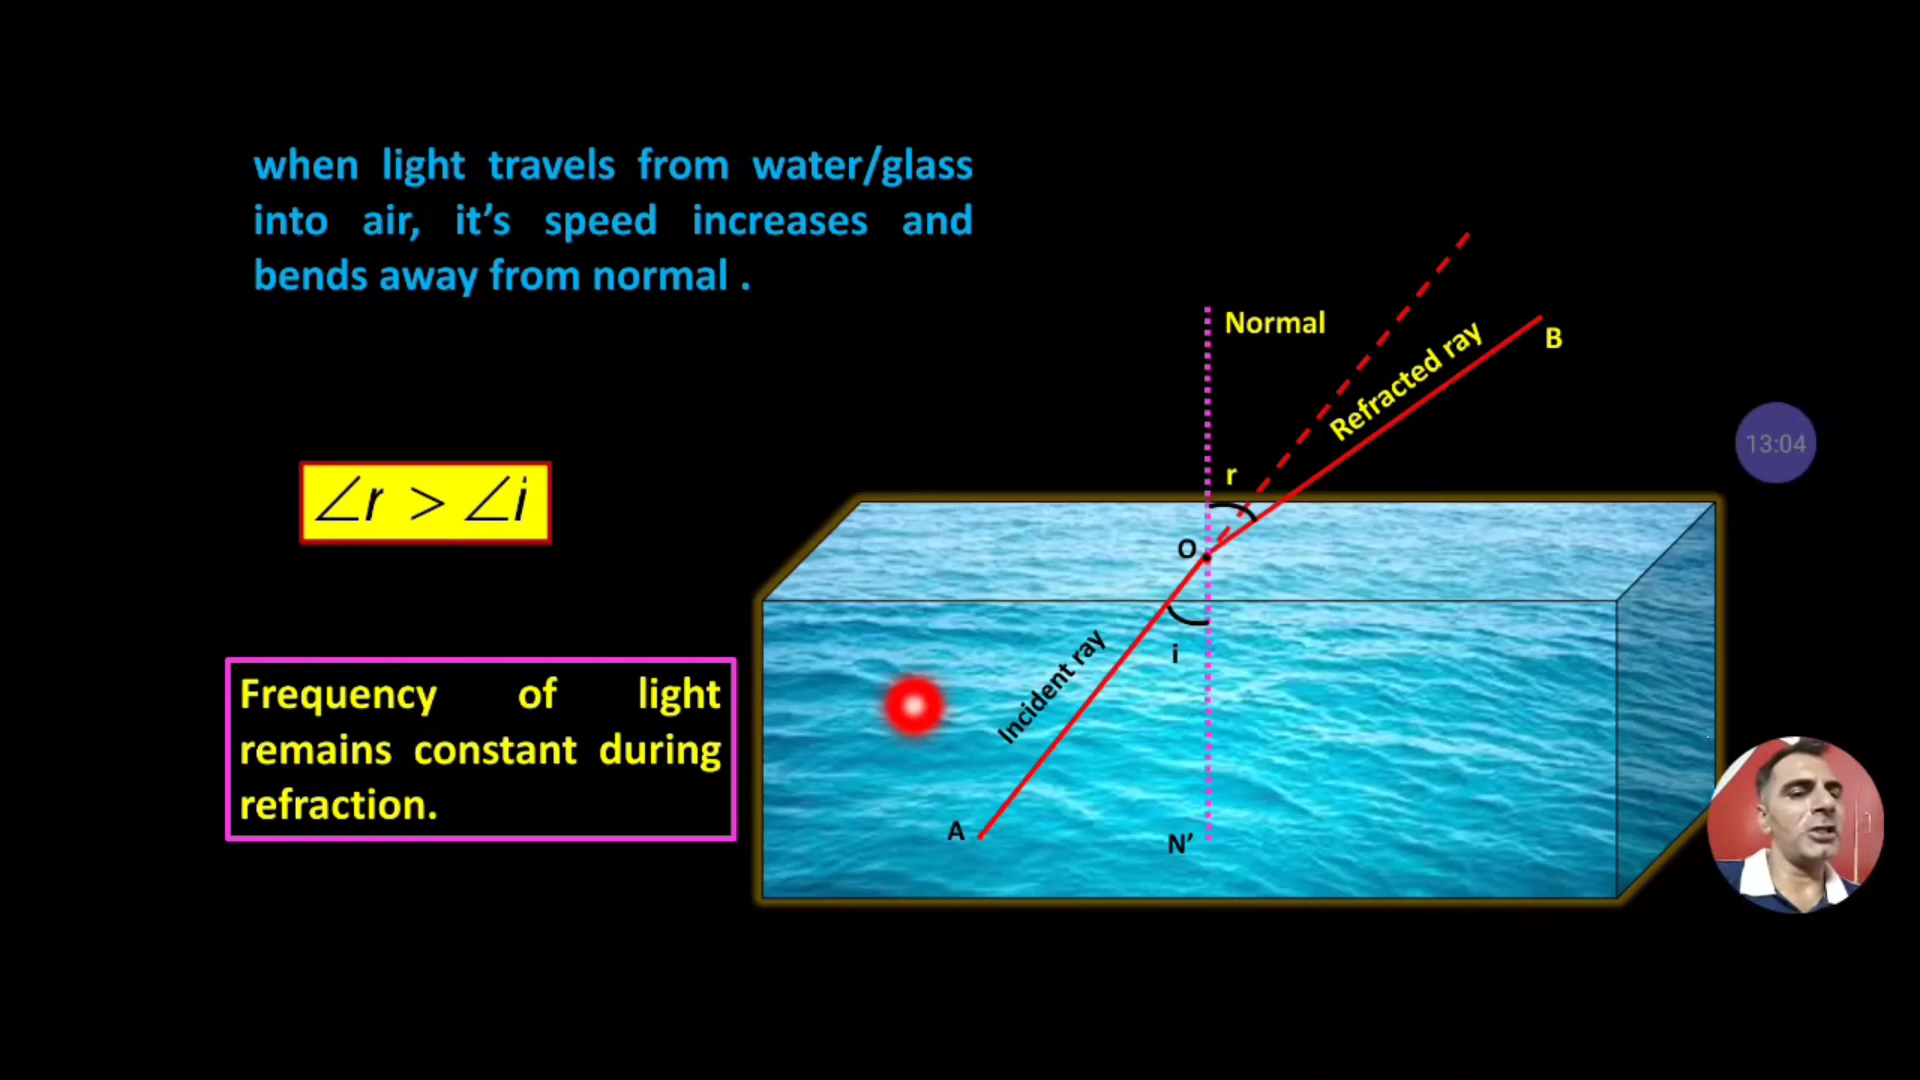 when light travels from water/glass
into air, it's speed increases and
bends away from normal .
Normal
B
Refracted ray
13:04
r
∠r > ∠i
O
i
Incident ray
Frequency of light
remains constant during
refraction.
A
N′